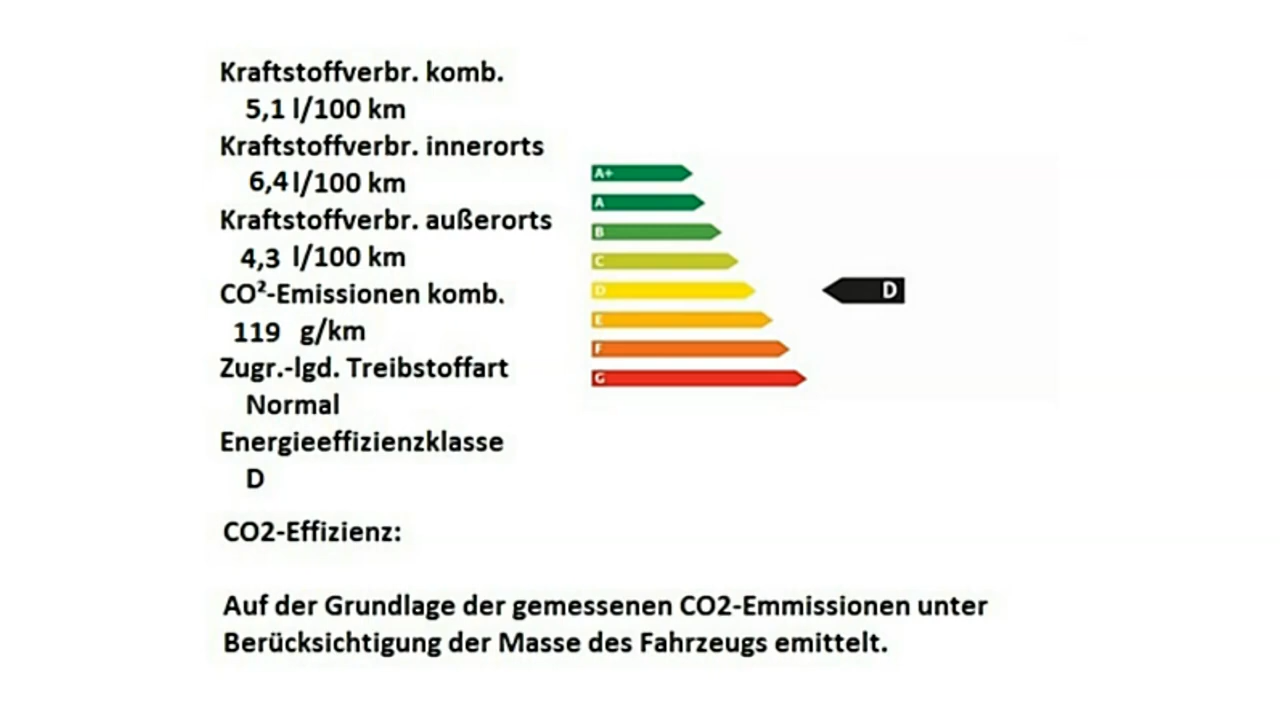 Kraftstoffverbr. komb.
5,1 l/100 km
Kraftstoffverbr. innerorts
6,4 l/100 km
Kraftstoffverbr. außerorts
4,3 l/100 km
CO²-Emissionen komb.
119 g/km
Zugr.-lgd. Treibstoffart
Normal
Energieeffizienzklasse
D
A+
A
B
C
D
E
F
G
D
CO2-Effizienz:
Auf der Grundlage der gemessenen CO2-Emmissionen unter
Berücksichtigung der Masse des Fahrzeugs emittelt.